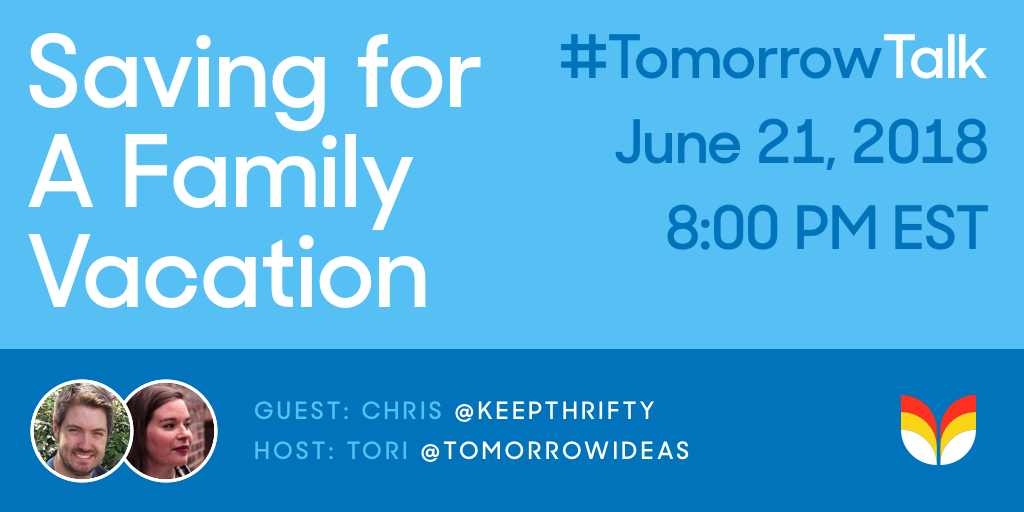 Saving for
A Family
Vacation
#TomorrowTalk
June 21, 2018
8:00 PM EST
GUEST: CHRIS @KEEPTHRIFTY
HOST: TORI @TOMORROWIDEAS